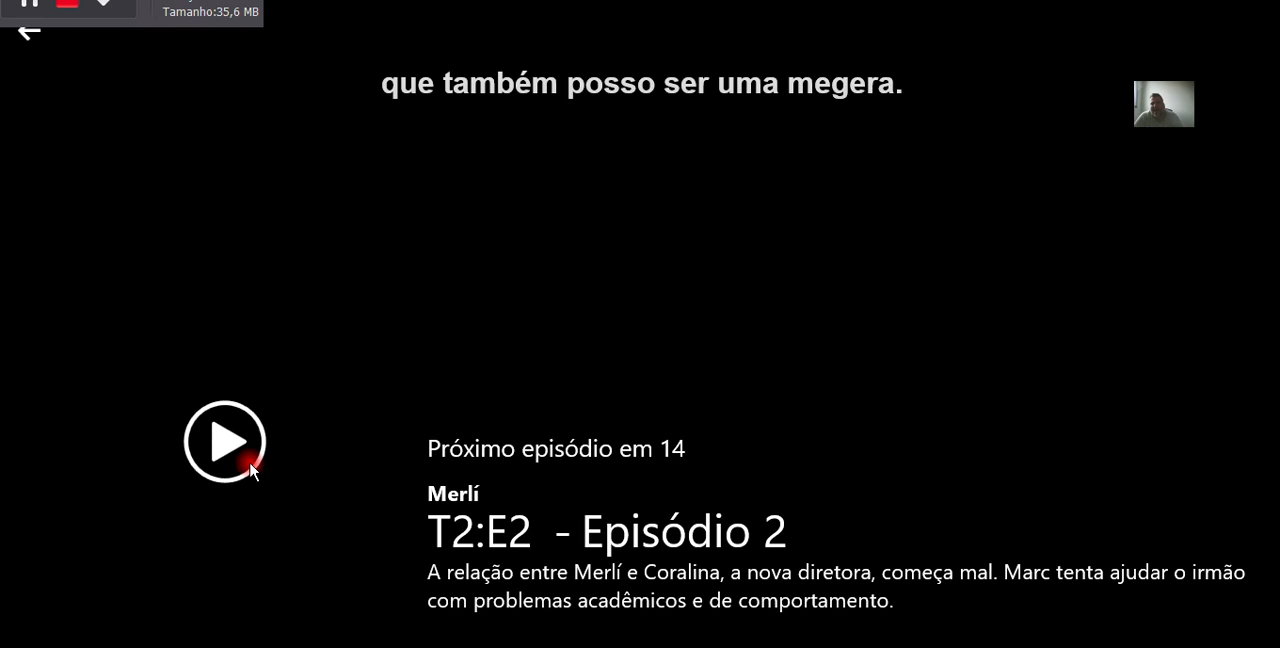 Tamanho:35,6 MB
que também posso ser uma megera.
Próximo episódio em 14
Merlí
T2:E2 - Episódio 2
A relação entre Merlí e Coralina, a nova diretora, começa mal. Marc tenta ajudar o irmão
com problemas acadêmicos e de comportamento.